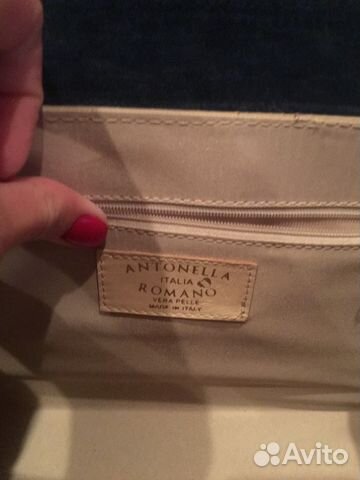 ANTONELLA
ITALIA
ROMANO
VERA PELLE
MADE IN ITALY
Avito